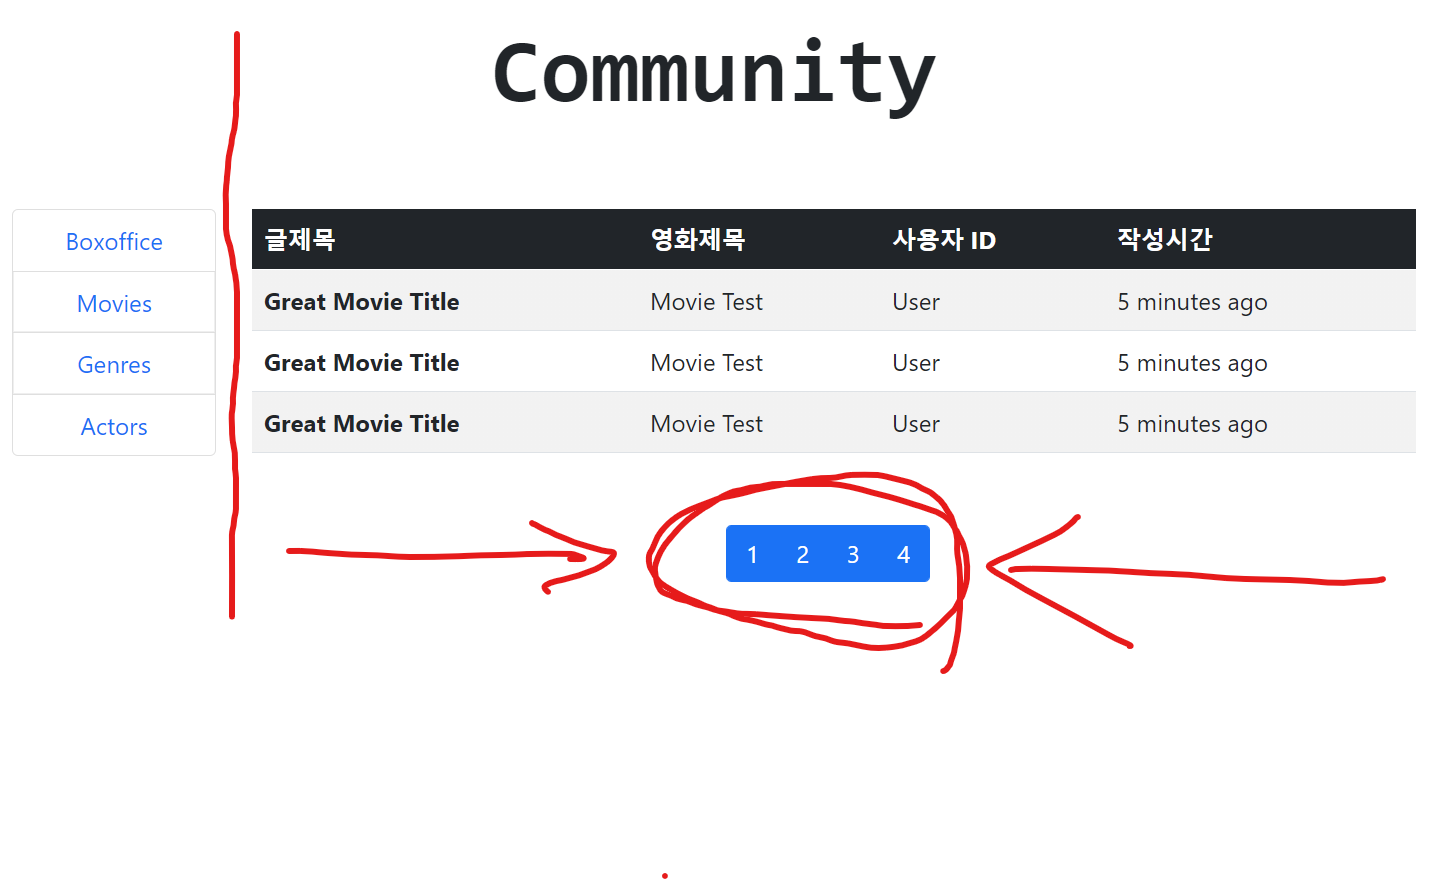 Community
Boxoffice
Movies
Genres
Actors
글제목 영화제목 사용자 ID 작성시간
Great Movie Title Movie Test User 5 minutes ago
Great Movie Title Movie Test User 5 minutes ago
Great Movie Title Movie Test User 5 minutes ago
1 2 3 4